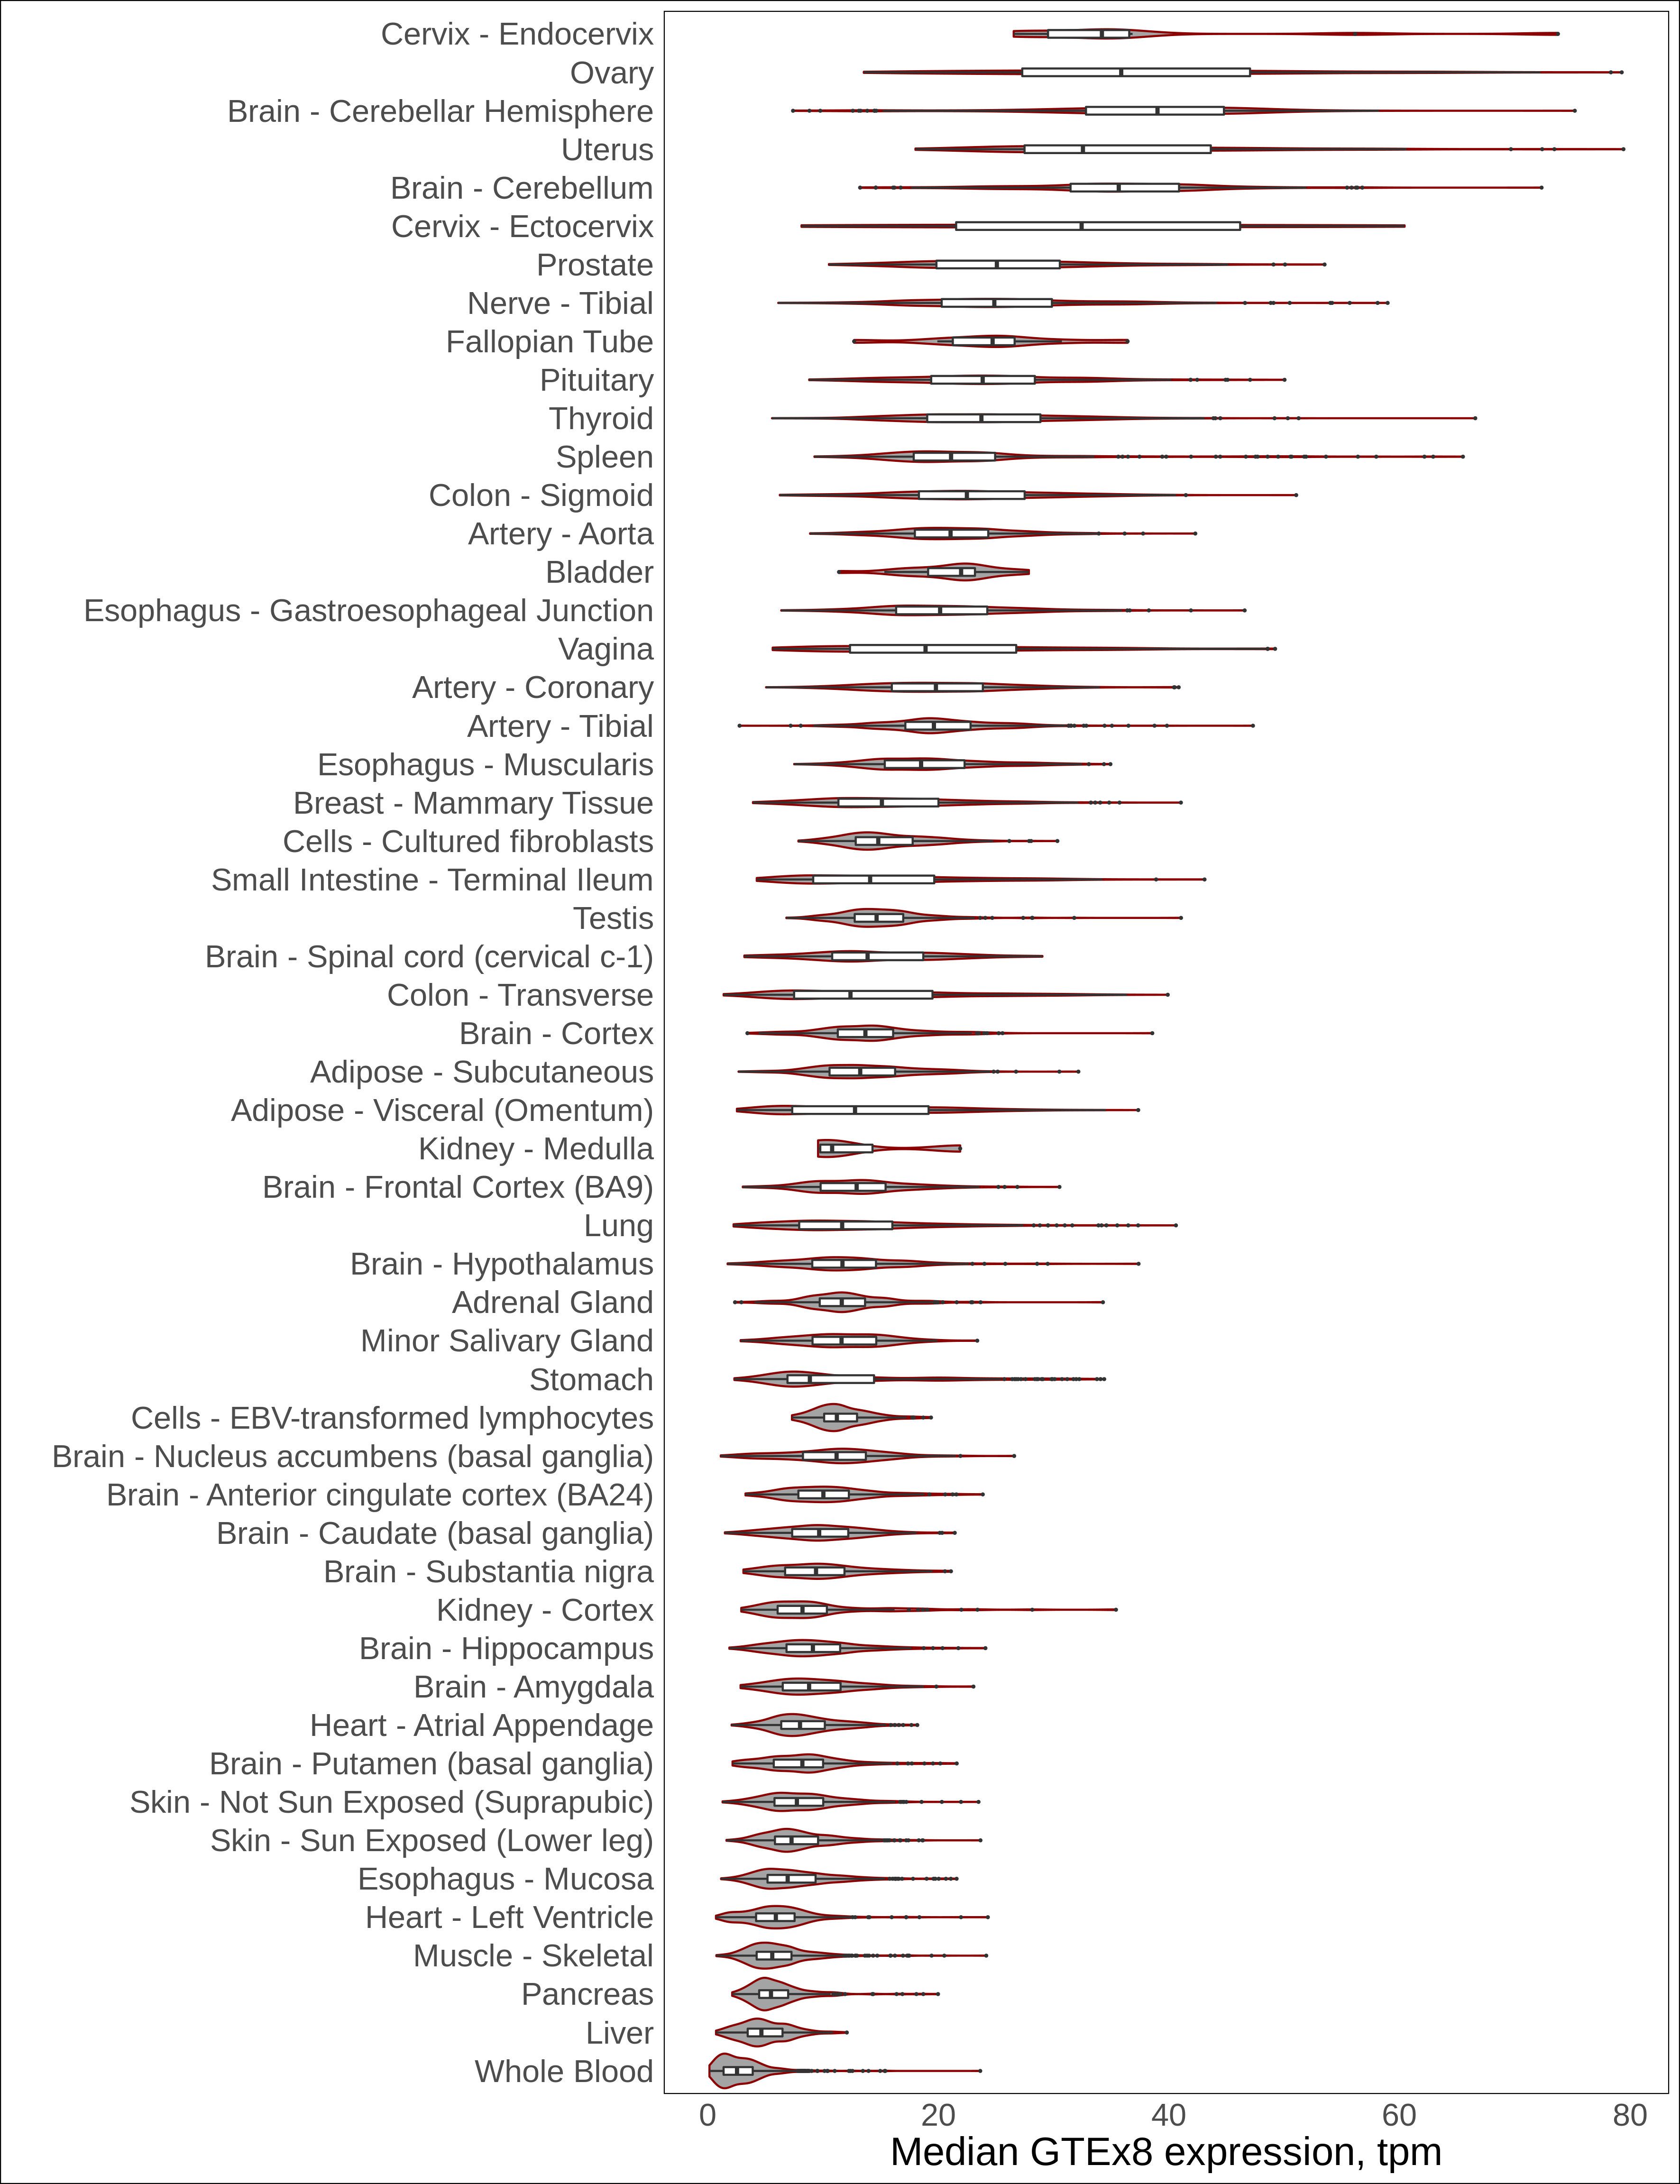 Cervix - Endocervix
Ovary
Brain - Cerebellar Hemisphere
Uterus
Brain - Cerebellum
Cervix - Ectocervix
Prostate
Nerve - Tibial
Fallopian Tube
Pituitary
Thyroid
Spleen
Colon - Sigmoid
Artery - Aorta
Bladder
Esophagus - Gastroesophageal Junction
Vagina
Artery - Coronary
Artery - Tibial
Esophagus - Muscularis
Breast - Mammary Tissue
Cells - Cultured fibroblasts
Small Intestine - Terminal Ileum
Testis
Brain - Spinal cord (cervical c-1)
Colon - Transverse
Brain - Cortex
Adipose - Subcutaneous
Adipose - Visceral (Omentum)
Kidney - Medulla
Brain - Frontal Cortex (BA9)
Lung
Brain - Hypothalamus
Adrenal Gland
Minor Salivary Gland
Stomach
Cells - EBV-transformed lymphocytes
Brain - Nucleus accumbens (basal ganglia)
Brain - Anterior cingulate cortex (BA24)
Brain - Caudate (basal ganglia)
Brain - Substantia nigra
Kidney - Cortex
Brain - Hippocampus
Brain - Amygdala
Heart - Atrial Appendage
Brain - Putamen (basal ganglia)
Skin - Not Sun Exposed (Suprapubic)
Skin - Sun Exposed (Lower leg)
Esophagus - Mucosa
Heart - Left Ventricle
Muscle - Skeletal
Pancreas
Liver
Whole Blood
0 20 40 60 80
Median GTEx8 expression, tpm